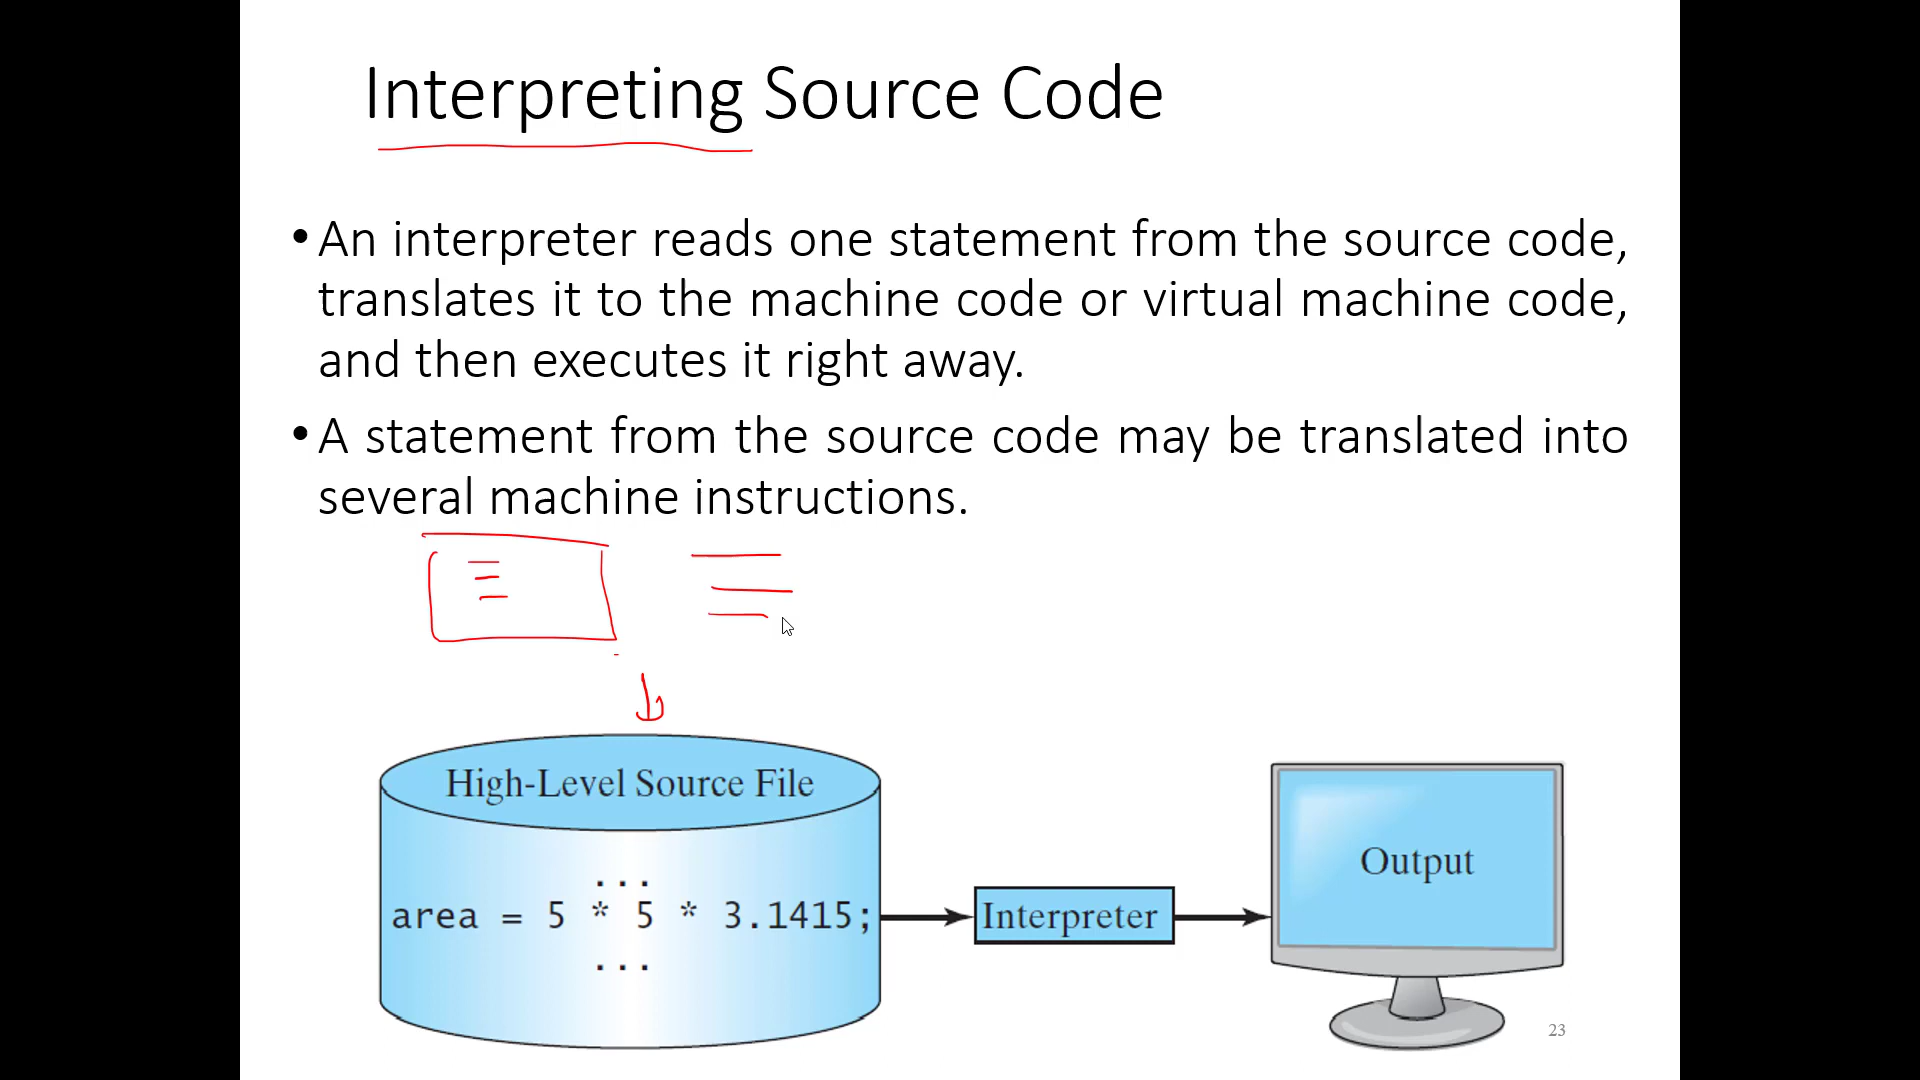 Interpreting Source Code
• An interpreter reads one statement from the source code,
translates it to the machine code or virtual machine code,
and then executes it right away.
• A statement from the source code may be translated into
several machine instructions.
High-Level Source File
...
area = 5 * 5 * 3.1415;
...
Interpreter
Output
23